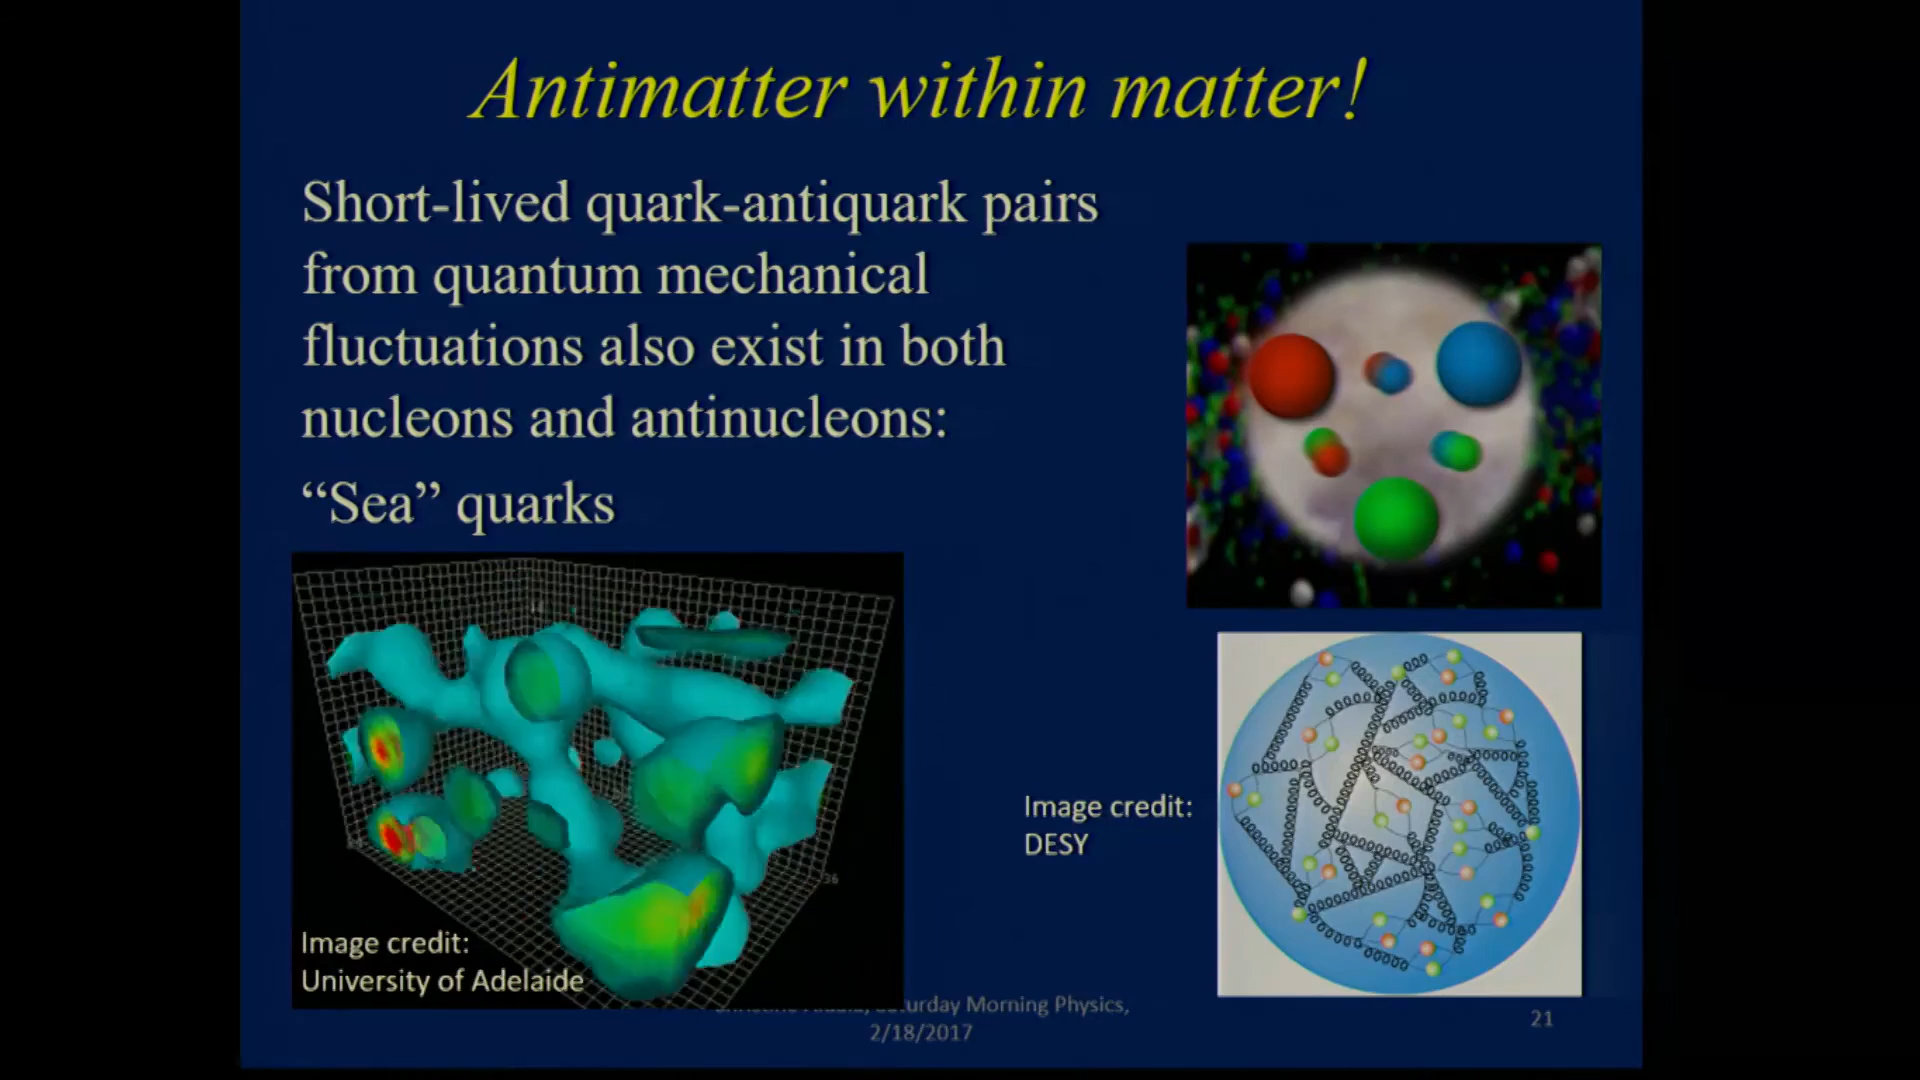 Antimatter within matter!
Short-lived quark-antiquark pairs
from quantum mechanical
fluctuations also exist in both
nucleons and antinucleons:
“Sea” quarks
Image credit:
DESY
Image credit:
University of Adelaide
Morning Physics,
2/18/2017
21
36